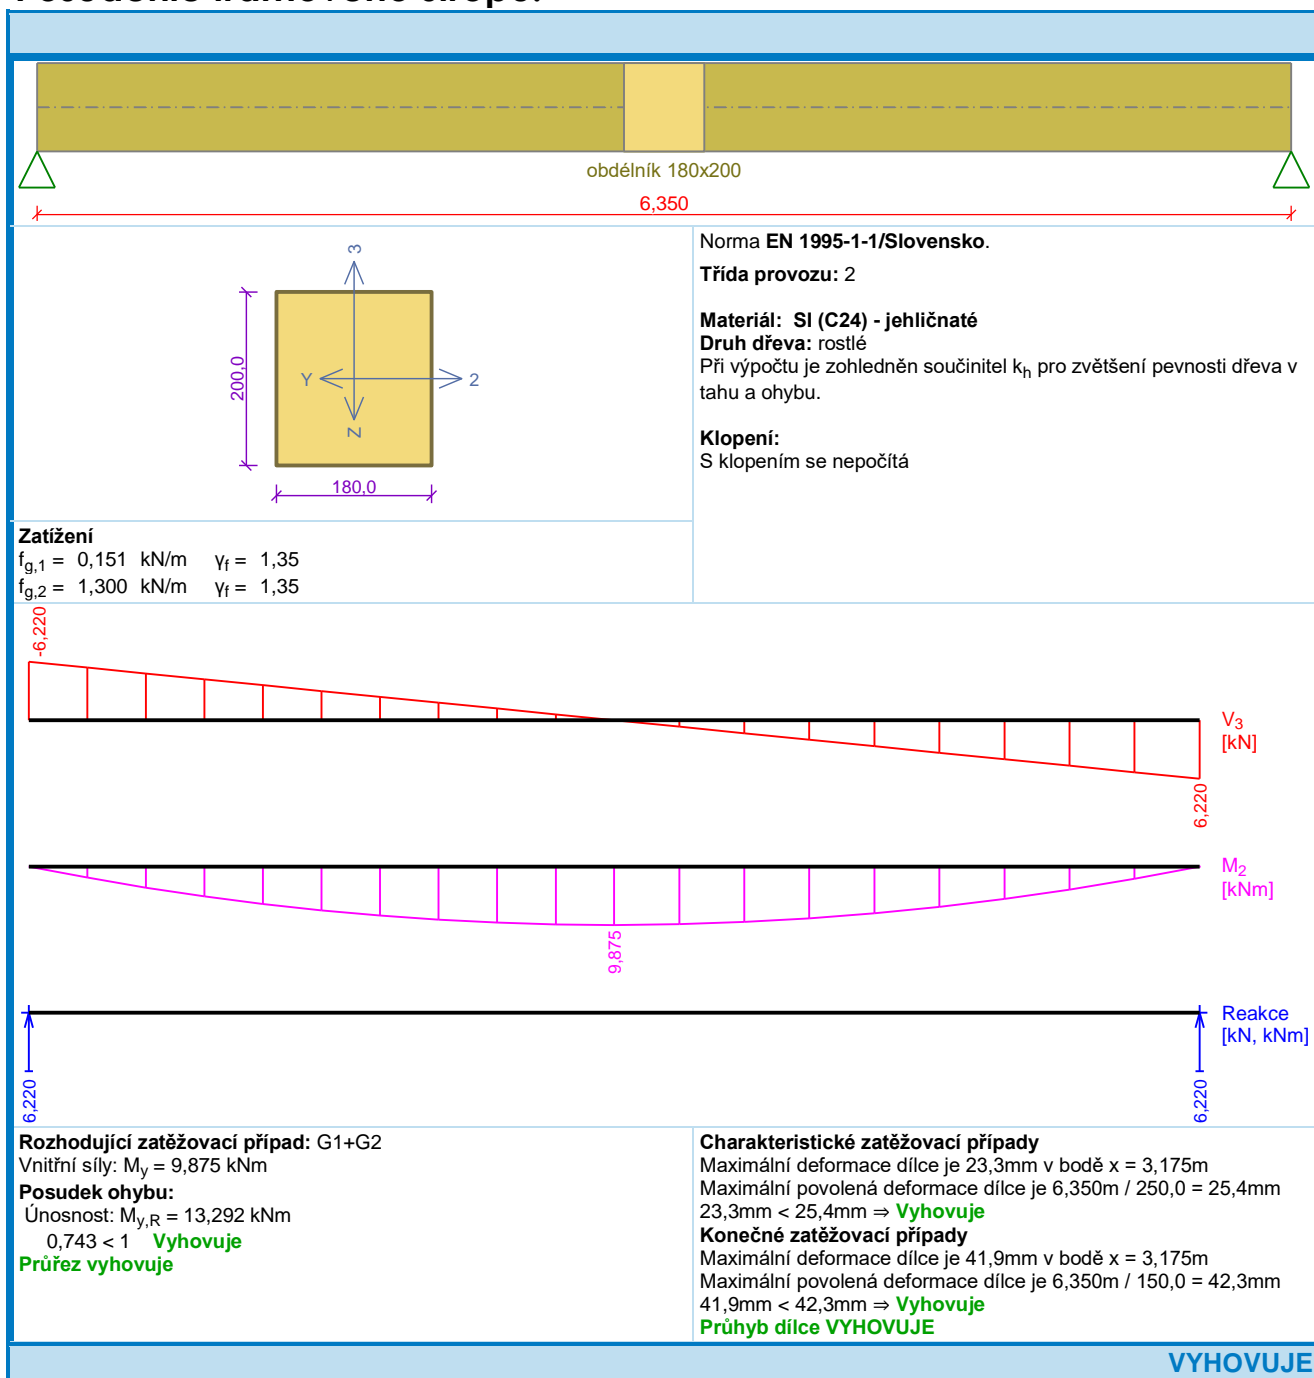 obdélník 180x200
6,350
3
200,0
Y
2
Z
180,0
Norma EN 1995-1-1/Slovensko.
Třída provozu: 2
Materiál: SI (C24) - jehličnaté
Druh dřeva: rostlé
Při výpočtu je zohledněn součinitel kh pro zvětšení pevnosti dřeva v
tahu a ohybu.
Klopení:
S klopením se nepočítá
Zatížení
fg,1 = 0,151 kN/m γf = 1,35
fg,2 = 1,300 kN/m γf = 1,35
-6,220
V3
[kN]
6,220
M2
[kNm]
9,875
Reakce
[kN, kNm]
6,220
6,220
Rozhodující zatěžovací případ: G1+G2
Vnitřní síly: My = 9,875 kNm
Posudek ohybu:
Únosnost: My,R = 13,292 kNm
0,743 < 1 Vyhovuje
Průřez vyhovuje
Charakteristické zatěžovací případy
Maximální deformace dílce je 23,3mm v bodě x = 3,175m
Maximální povolená deformace dílce je 6,350m / 250,0 = 25,4mm
23,3mm < 25,4mm ⇒ Vyhovuje
Konečné zatěžovací případy
Maximální deformace dílce je 41,9mm v bodě x = 3,175m
Maximální povolená deformace dílce je 6,350m / 150,0 = 42,3mm
41,9mm < 42,3mm ⇒ Vyhovuje
Průhyb dílce VYHOVUJE
VYHOVUJE